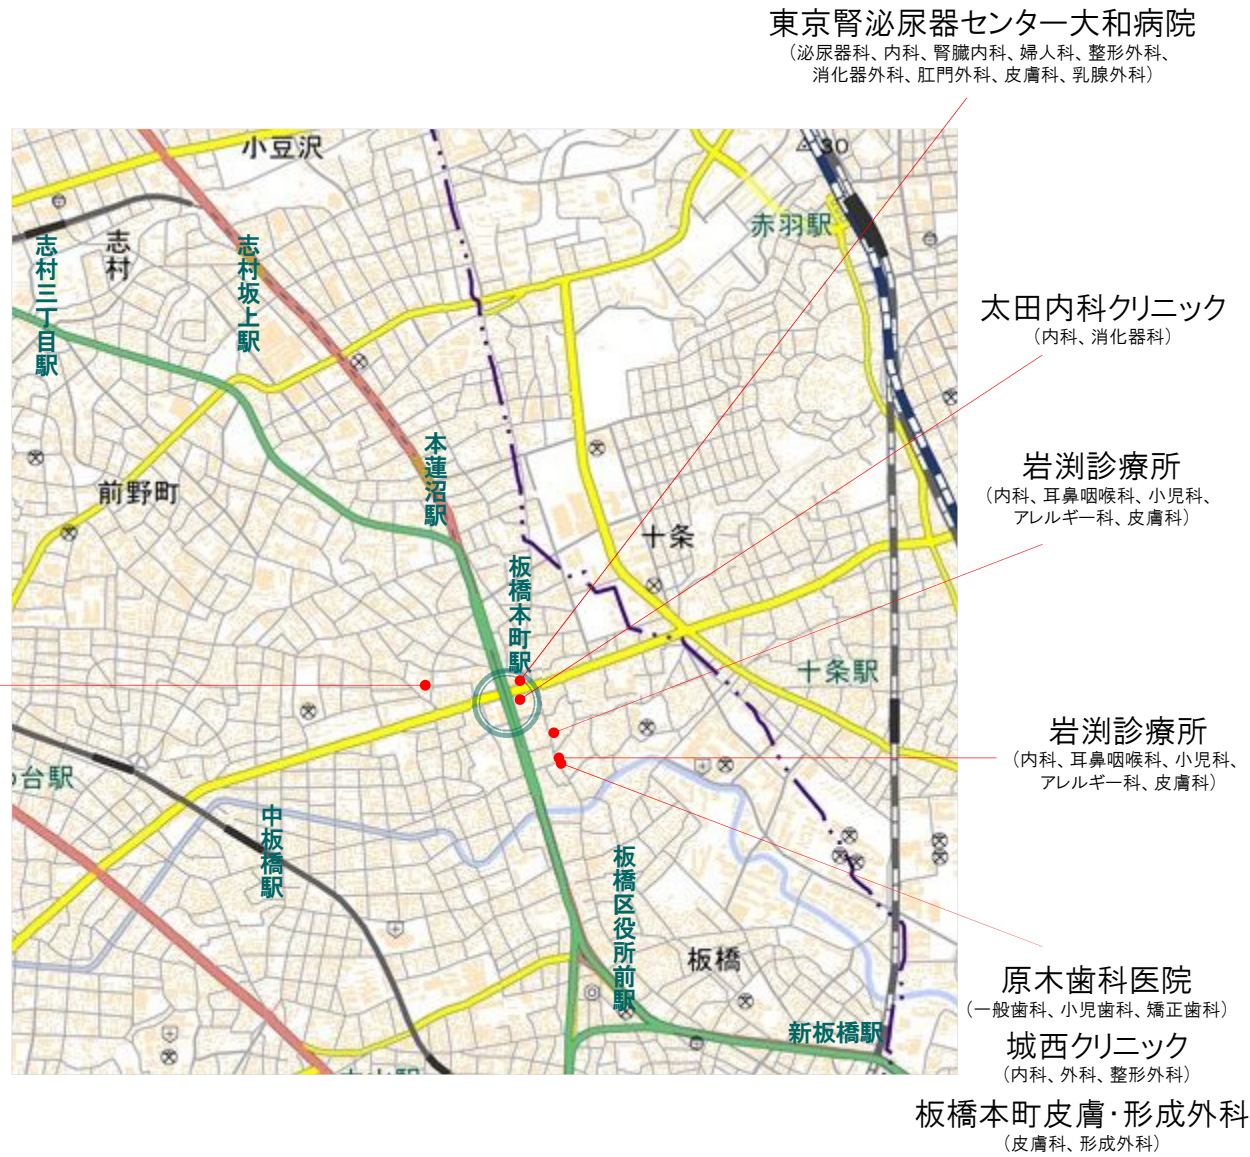 東京腎泌尿器センター大和病院
（泌尿器科、内科、腎臓内科、婦人科、整形外科、
消化器外科、肛門外科、皮膚科、乳腺外科）
小豆沢
30
赤羽駅
志村三丁目駅
志村
志村坂上駅
太田内科クリニック
（内科、消化器科）
本蓮沼駅
前野町
岩渕診療所
（内科、耳鼻咽喉科、小児科、
アレルギー科、皮膚科）
十条
板橋本町駅
十条駅
岩渕診療所
（内科、耳鼻咽喉科、小児科、
アレルギー科、皮膚科）
台駅
中板橋駅
板橋区役所前駅
板橋
原木歯科医院
（一般歯科、小児歯科、矯正歯科）
新板橋駅
城西クリニック
（内科、外科、整形外科）
板橋本町皮膚･形成外科
（皮膚科、形成外科）